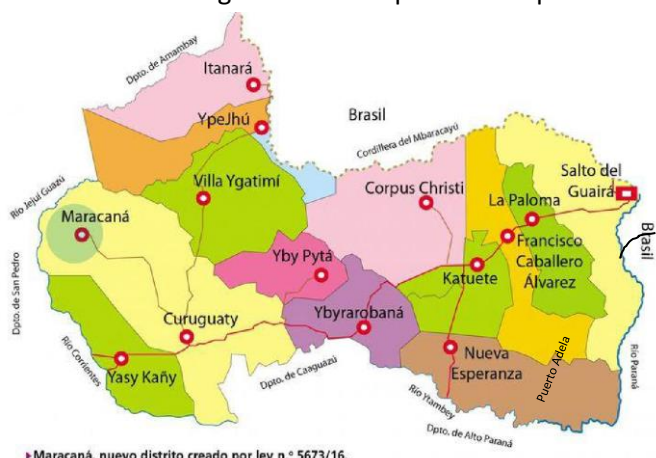 Dpto. de Amambay
Itanará
YpeJhú
Brasil
Cordillera del Mbaracayú
Salto del
Guairá
Río Jejuí Guazú
Villa Ygatimí
Corpus Christi
La Paloma
Maracaná
Brasil
Francisco
Caballero
Álvarez
Yby Pytá
Katuete
Dpto. de San Pedro
Ybyrarobaná
Curuguaty
Río Corrientes
Yasy Kañy
Dpto. de Caaguazú
Nueva
Esperanza
Puerto Adela
Río Paraná
Río Ytambey
Dpto. de Alto Paraná
▸Maracaná, nuevo distrito creado por ley n.° 5673/16.